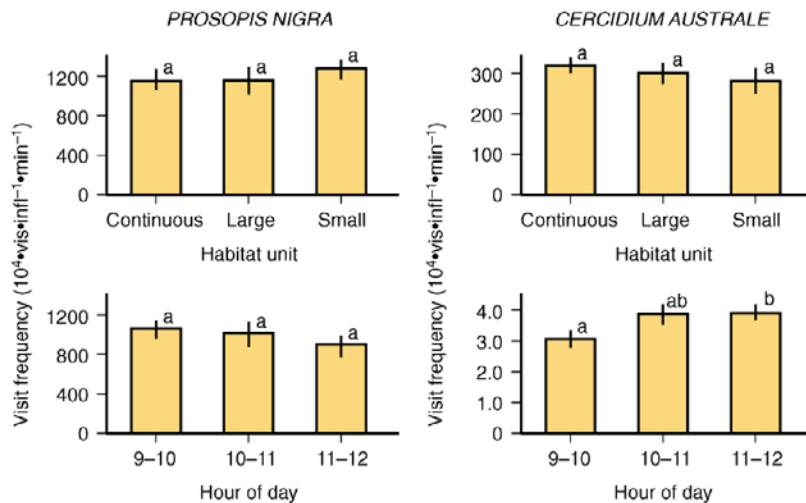 PROSOPIS NIGRA
Visit frequency (10⁴•vis•infl⁻¹•min⁻¹)
1200
800
400
0
a
a
a
Continuous
Large
Small
Habitat unit
1200
800
400
0
a
a
a
9–10
10–11
11–12
Hour of day
CERCIDIUM AUSTRALE
Visit frequency (10⁴•vis•infl⁻¹•min⁻¹)
300
200
100
0
a
a
a
Continuous
Large
Small
Habitat unit
4.0
3.0
2.0
1.0
0
a
ab
b
9–10
10–11
11–12
Hour of day